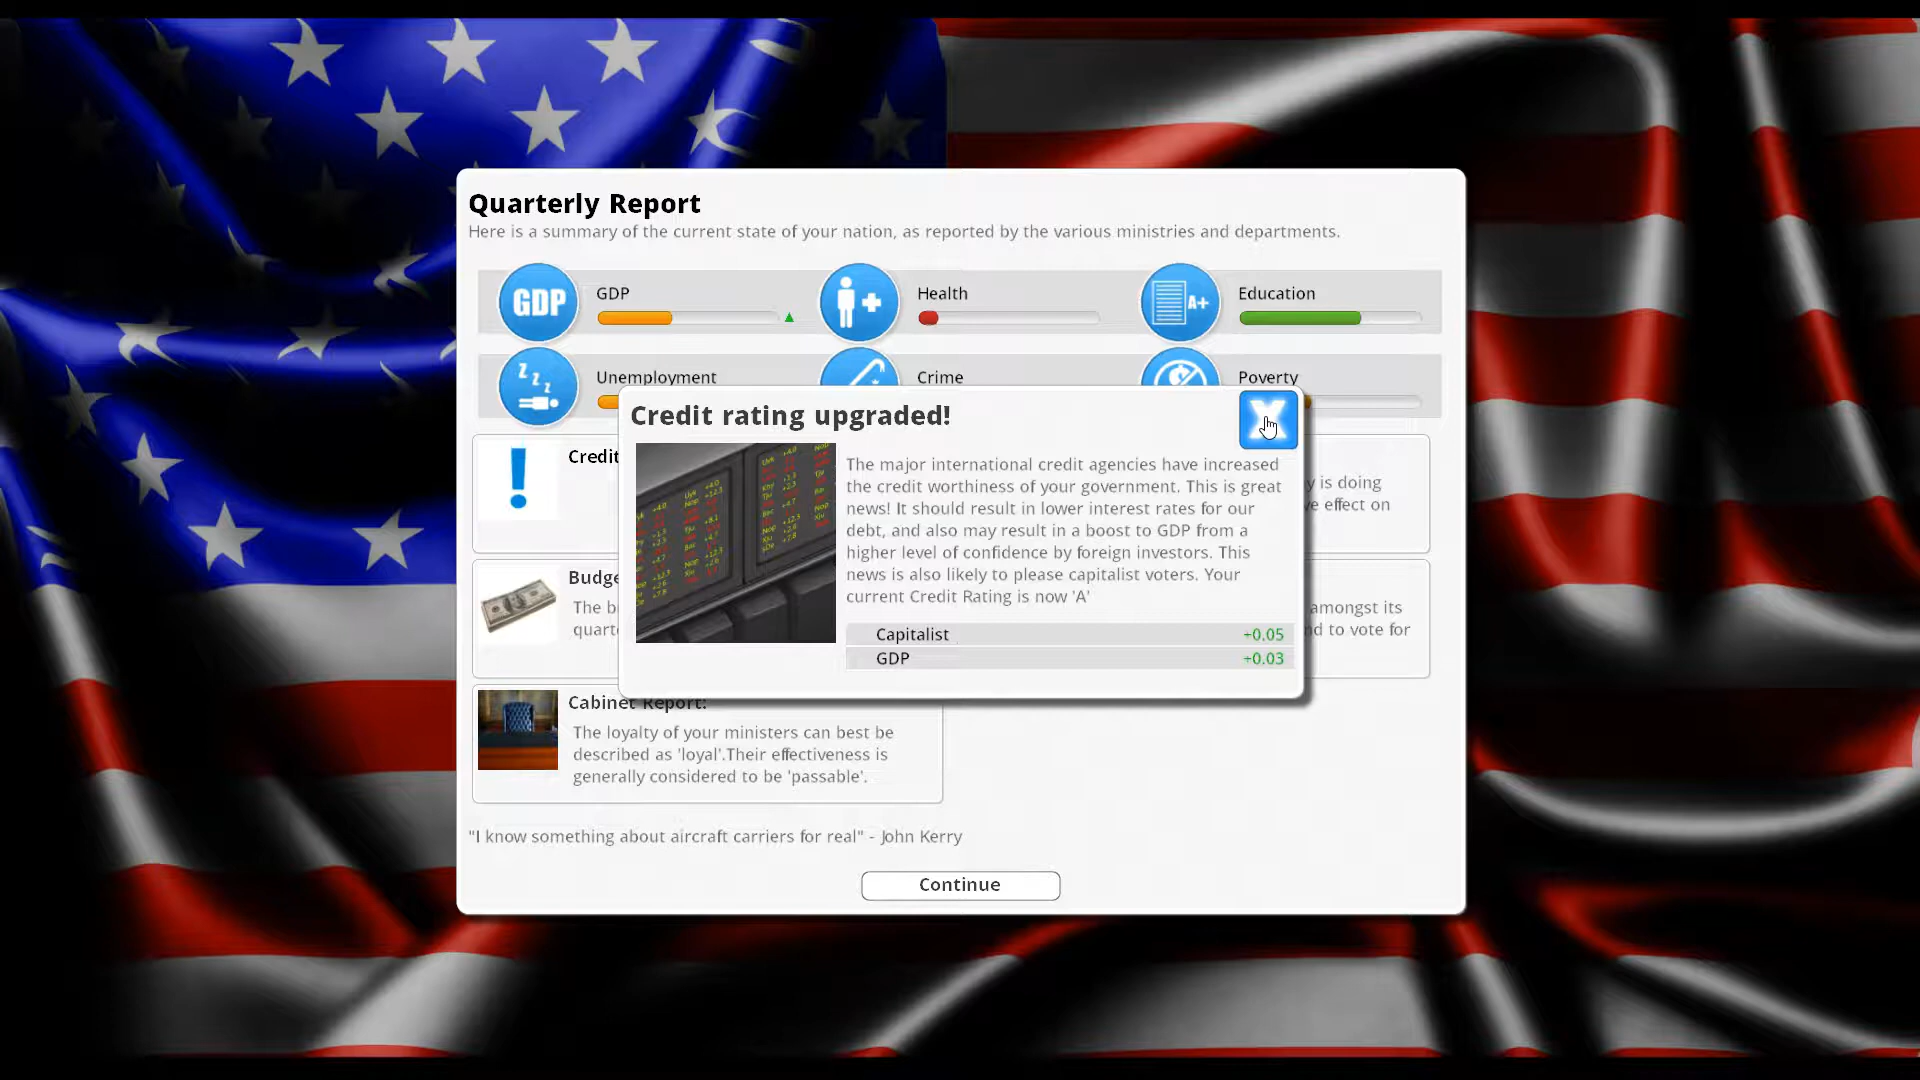 Quarterly Report
Here is a summary of the current state of your nation, as reported by the various ministries and departments.
GDP
GDP
Health
A+
Education
Z Z Z
Unemployment
Crime
Poverty
Credit rating upgraded!
X
Credit
The major international credit agencies have increased
the credit worthiness of your government. This is great
news! It should result in lower interest rates for our
debt, and also may result in a boost to GDP from a
higher level of confidence by foreign investors. This
news is also likely to please capitalist voters. Your
current Credit Rating is now 'A'
Capitalist +0.05
GDP +0.03
is doing
effect on
The
amongst its
to vote for
Cabinet Report:
The loyalty of your ministers can best be
described as 'loyal'.Their effectiveness is
generally considered to be 'passable'.
"I know something about aircraft carriers for real" - John Kerry
Continue